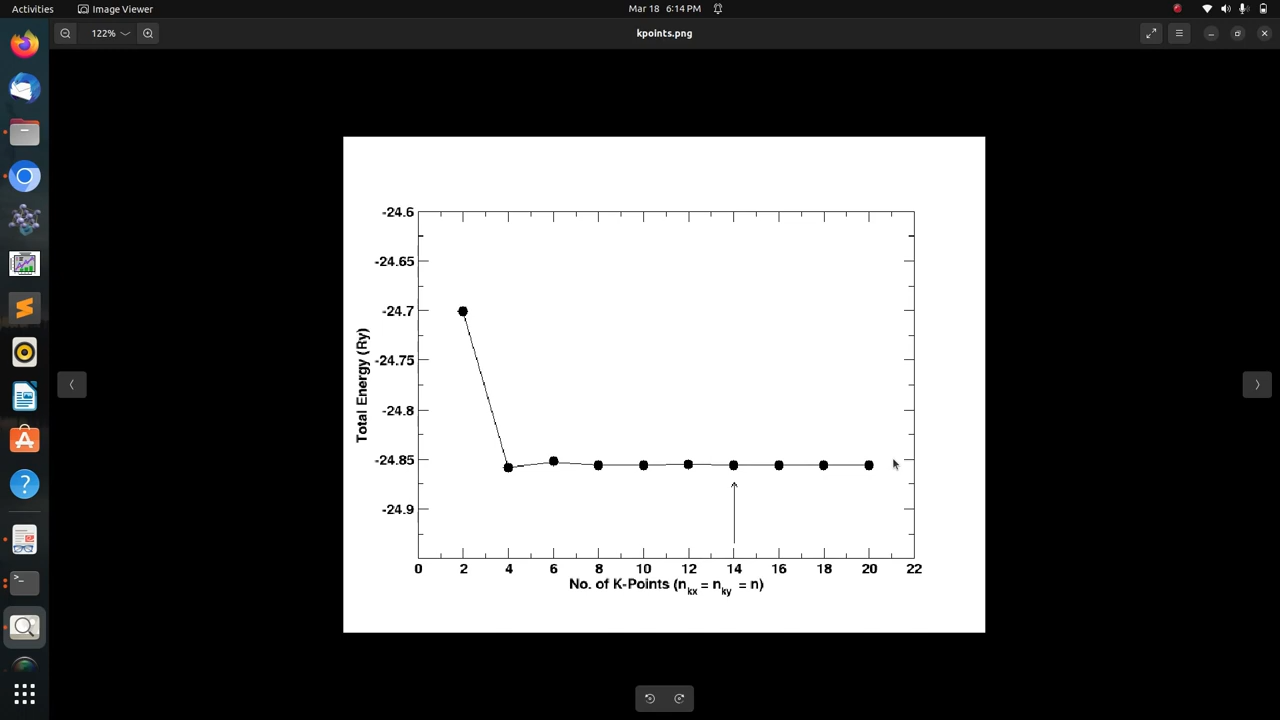 Activities Image Viewer Mar 18 6:14 PM
122% kpoints.png
-24.6
-24.65
-24.7
-24.75
-24.8
-24.85
-24.9
Total Energy (Ry)
0 2 4 6 8 10 12 14 16 18 20 22
No. of K-Points (nkx = nky = n)